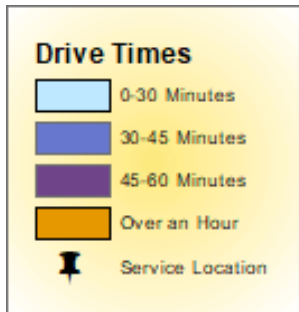 Drive Times
0-30 Minutes
30-45 Minutes
45-60 Minutes
Over an Hour
Service Location